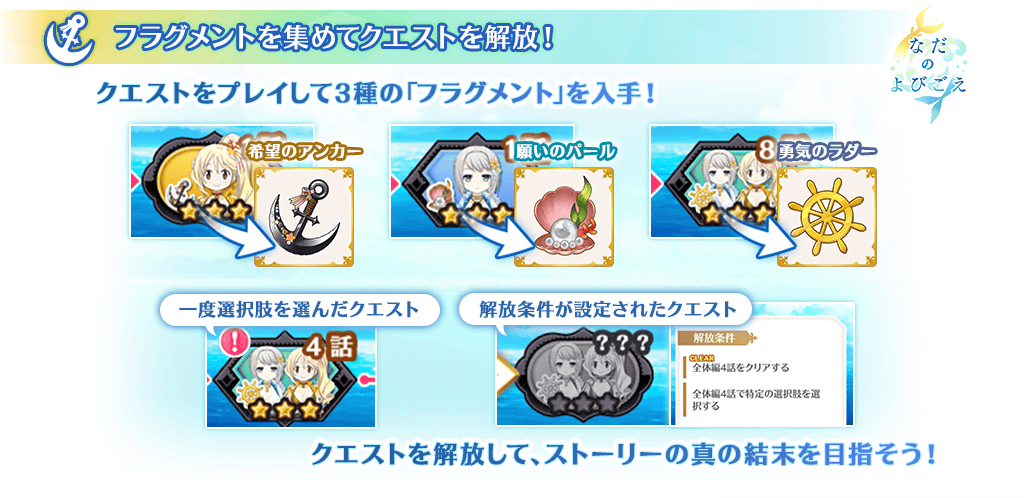 フラグメントを集めてクエストを解放！
なだ
の
よびごえ
クエストをプレイして3種の「フラグメント」を入手！
希望のアンカー
1
願いのパール
8
勇気のラダー
一度選択肢を選んだクエスト
4話
解放条件が設定されたクエスト
???
解放条件
CLEAR
全体編4話をクリアする
全体編4話で特定の選択肢を選
択する
クエストを解放して、ストーリーの真の結末を目指そう！